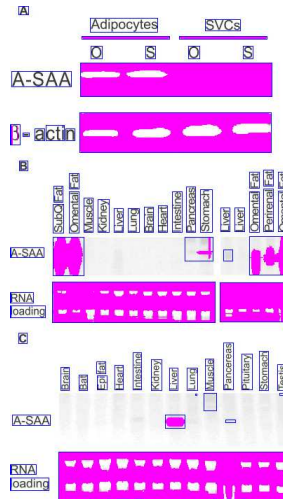 A
Adipocytes SVCs
O S O S
A-SAA
β- actin
B
SubQ Fat
Omental Fat
Muscle
Kidney
Liver
Lung
Brain
Heart
Intestine
Pancreas
Stomach
Liver
Liver
Omental Fat
Perirenal Fat
A-SAA
RNA
loading
C
Brain
Bat
Epi fat
Heart
Intestine
Kidney
Liver
Lung
Muscle
Pancereas
Pituitary
Stomach
A-SAA
RNA
loading